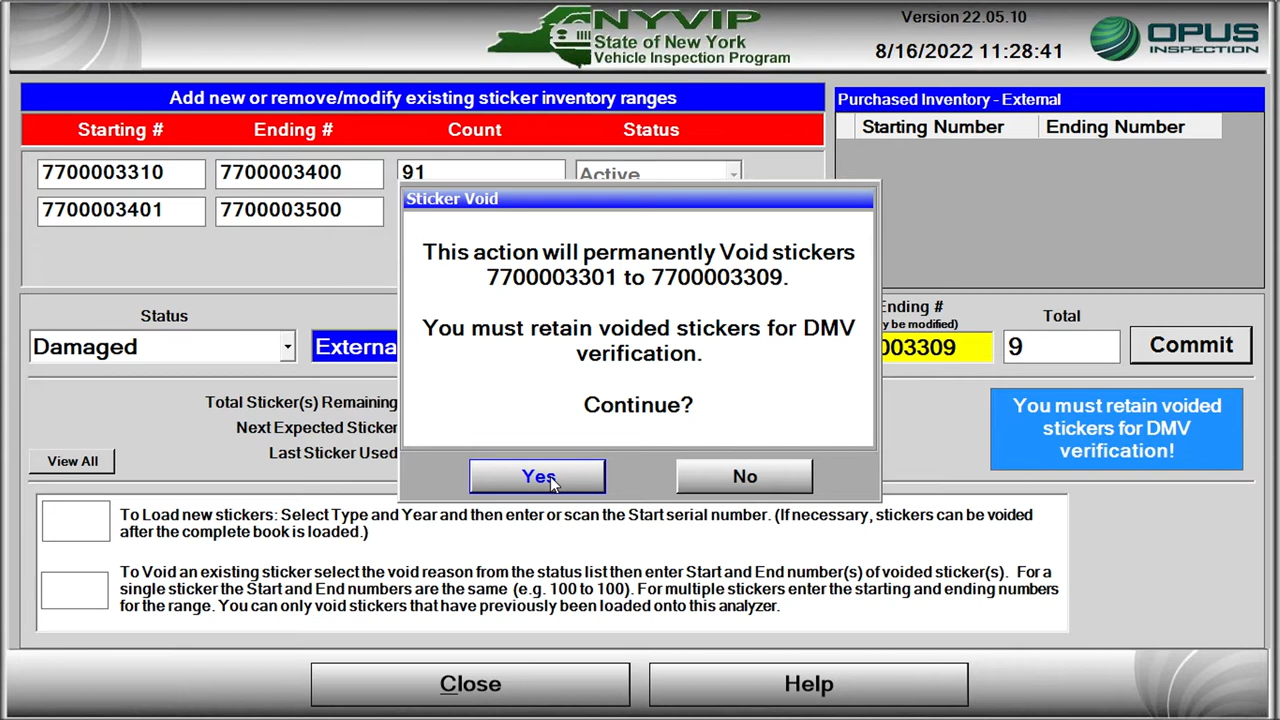 NYVIP
State of New York
Vehicle Inspection Program
Version 22.05.10
8/16/2022 11:28:41
OPUS
INSPECTION
Add new or remove/modify existing sticker inventory ranges
Starting # Ending # Count Status
7700003310 7700003400 91 Active
7700003401 7700003500
Purchased Inventory - External
Starting Number Ending Number
Sticker Void
This action will permanently Void stickers
7700003301 to 7700003309.
You must retain voided stickers for DMV
verification.
Continue?
Yes No
Status
Damaged
Externa
Ending #
y be modified)
003309
Total
9
Commit
Total Sticker(s) Remaining
Next Expected Sticker
Last Sticker Used
View All
You must retain voided
stickers for DMV
verification!
To Load new stickers: Select Type and Year and then enter or scan the Start serial number. (If necessary, stickers can be voided
after the complete book is loaded.)
To Void an existing sticker select the void reason from the status list then enter Start and End number(s) of voided sticker(s). For a
single sticker the Start and End numbers are the same (e.g. 100 to 100). For multiple stickers enter the starting and ending numbers
for the range. You can only void stickers that have previously been loaded onto this analyzer.
Close Help